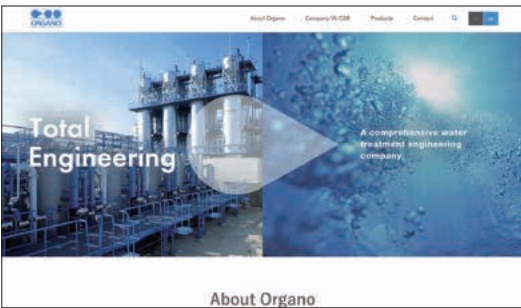 ORGANO
About Organo Company/IR/CSR Products Contact
Total
Engineering
A comprehensive water
treatment engineering
company.
About Organo